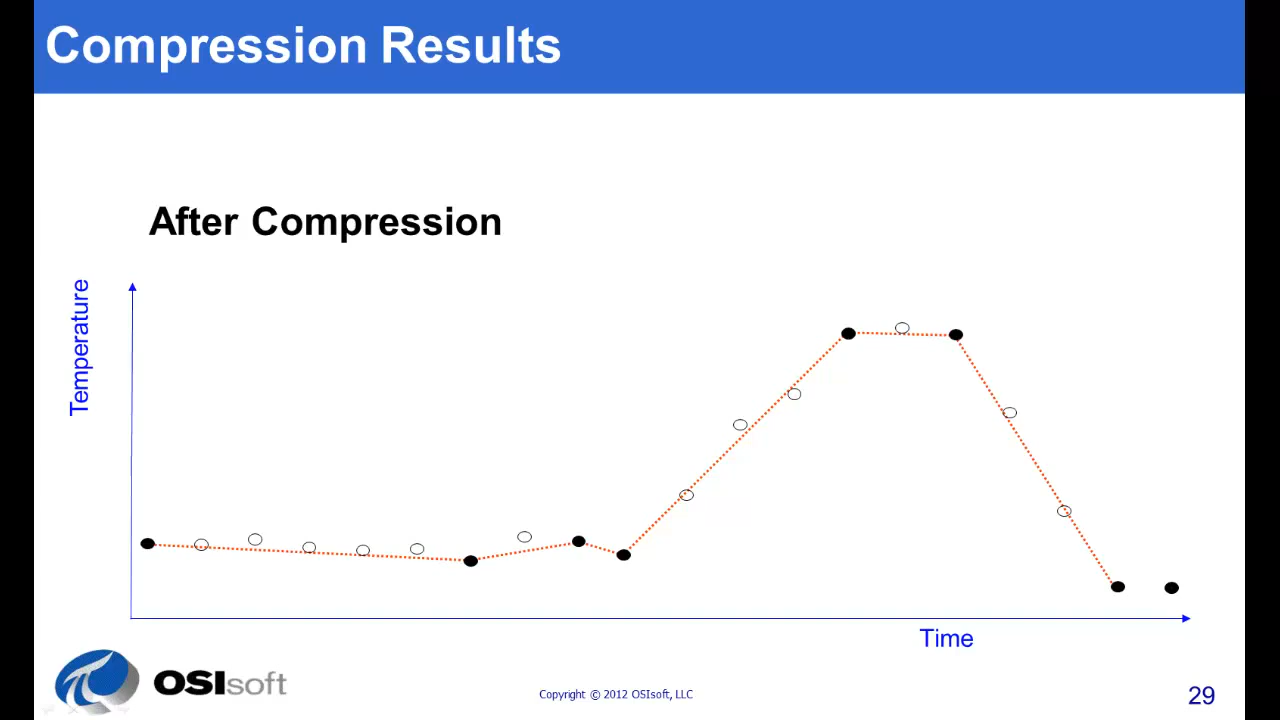 Compression Results
After Compression
Temperature
Time
OSIsoft
Copyright © 2012 OSIsoft, LLC
29